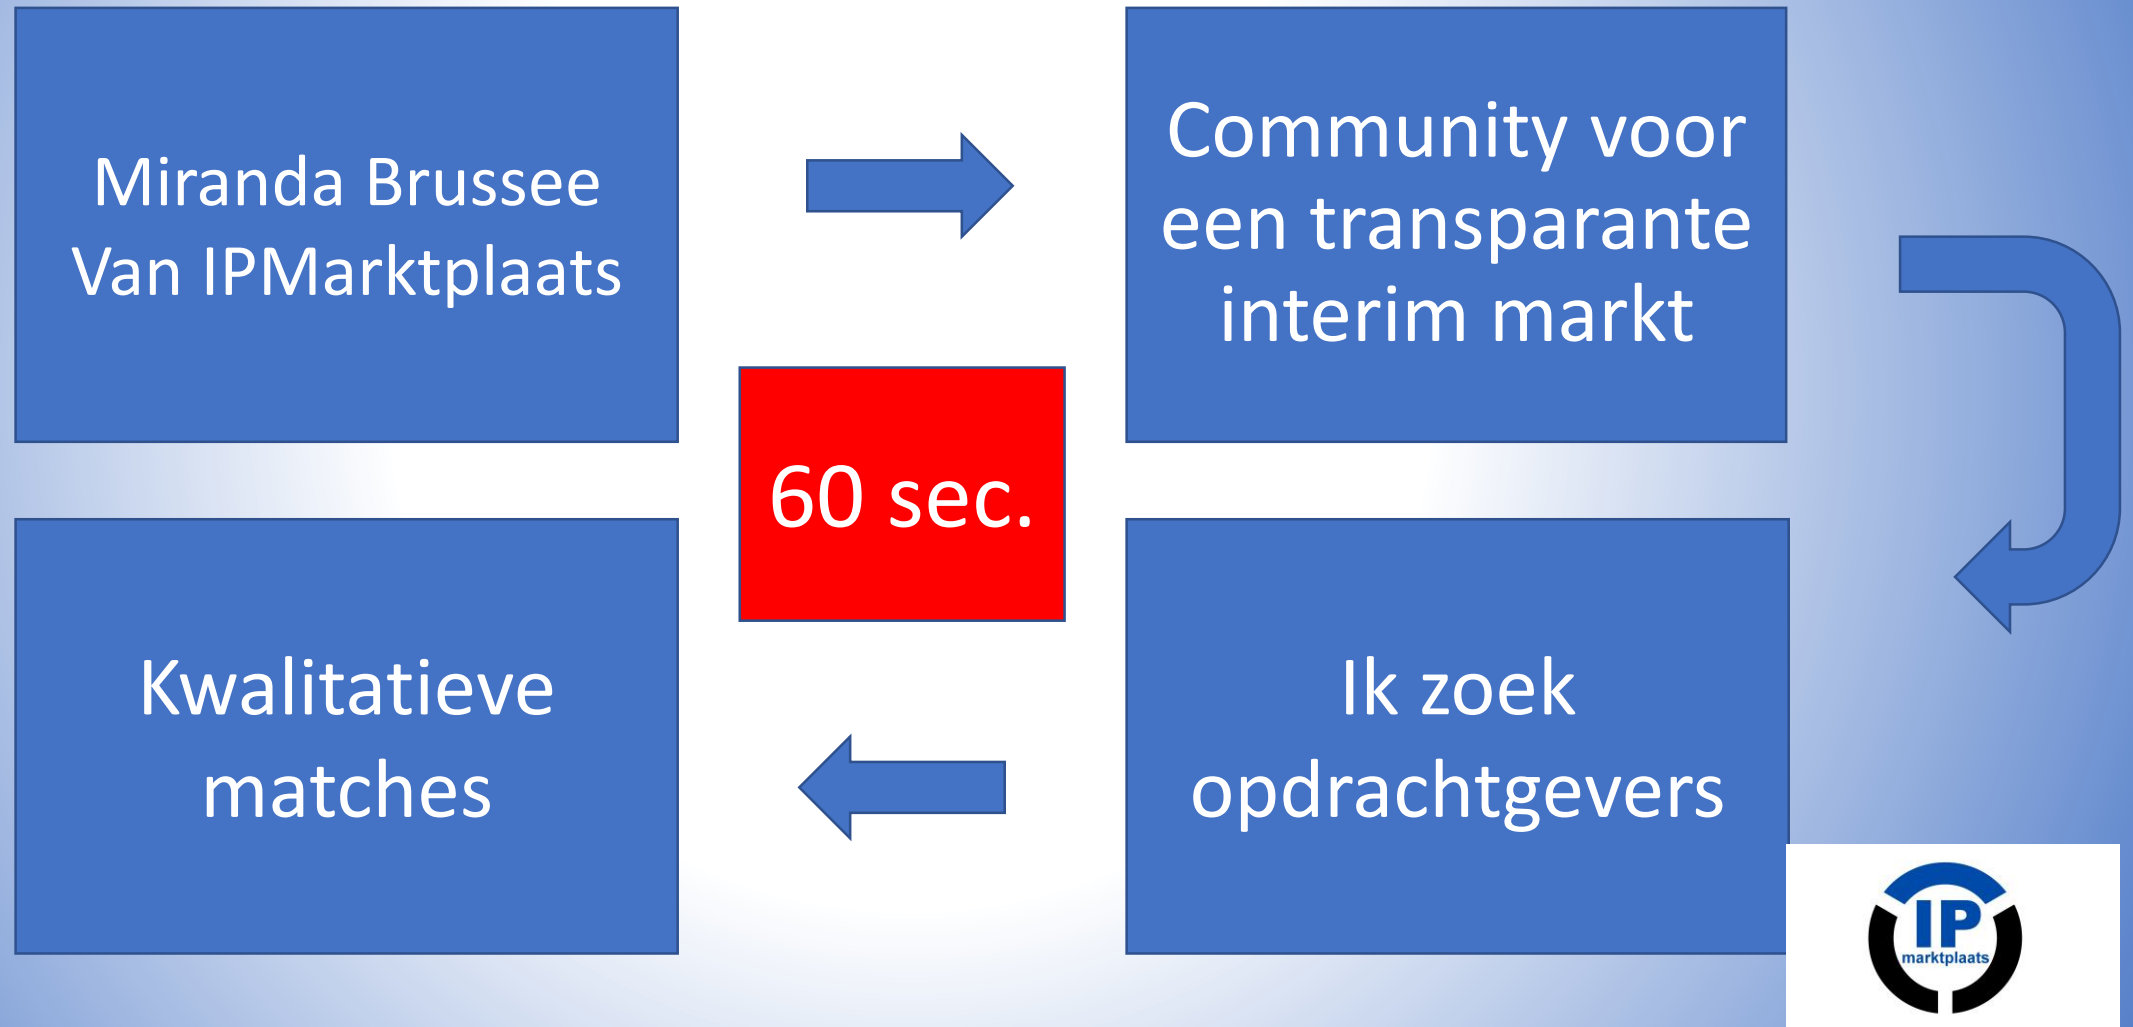 Miranda Brussee
Van IPMarktplaats
Community voor
een transparante
interim markt
60 sec.
Ik zoek
opdrachtgevers
Kwalitatieve
matches
IP
marktplaats